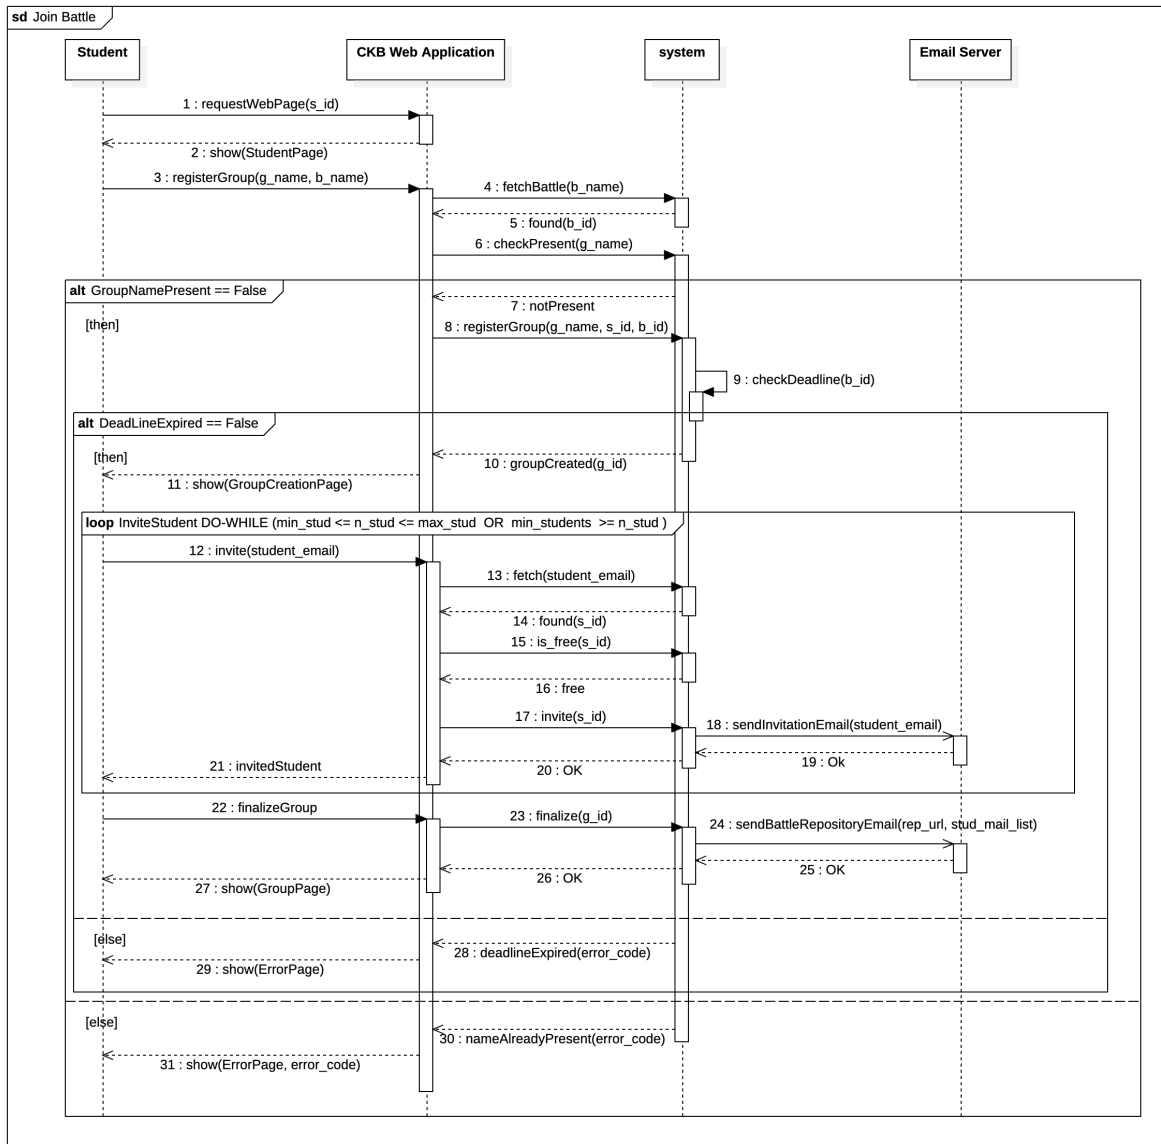 sd Join Battle
Student
CKB Web Application
system
Email Server
1 : requestWebPage(s_id)
2 : show(StudentPage)
3 : registerGroup(g_name, b_name)
4 : fetchBattle(b_name)
5 : found(b_id)
6 : checkPresent(g_name)
alt GroupNamePresent == False
7 : notPresent
[then]
8 : registerGroup(g_name, s_id, b_id)
9 : checkDeadline(b_id)
alt DeadLineExpired == False
[then]
10 : groupCreated(g_id)
11 : show(GroupCreationPage)
loop InviteStudent DO-WHILE (min_stud <= n_stud <= max_stud OR min_students >= n_stud )
12 : invite(student_email)
13 : fetch(student_email)
14 : found(s_id)
15 : is_free(s_id)
16 : free
17 : invite(s_id)
18 : sendInvitationEmail(student_email)
19 : Ok
20 : OK
21 : invitedStudent
22 : finalizeGroup
23 : finalize(g_id)
24 : sendBattleRepositoryEmail(rep_url, stud_mail_list)
25 : OK
26 : OK
27 : show(GroupPage)
[else]
28 : deadlineExpired(error_code)
29 : show(ErrorPage)
[else]
30 : nameAlreadyPresent(error_code)
31 : show(ErrorPage, error_code)